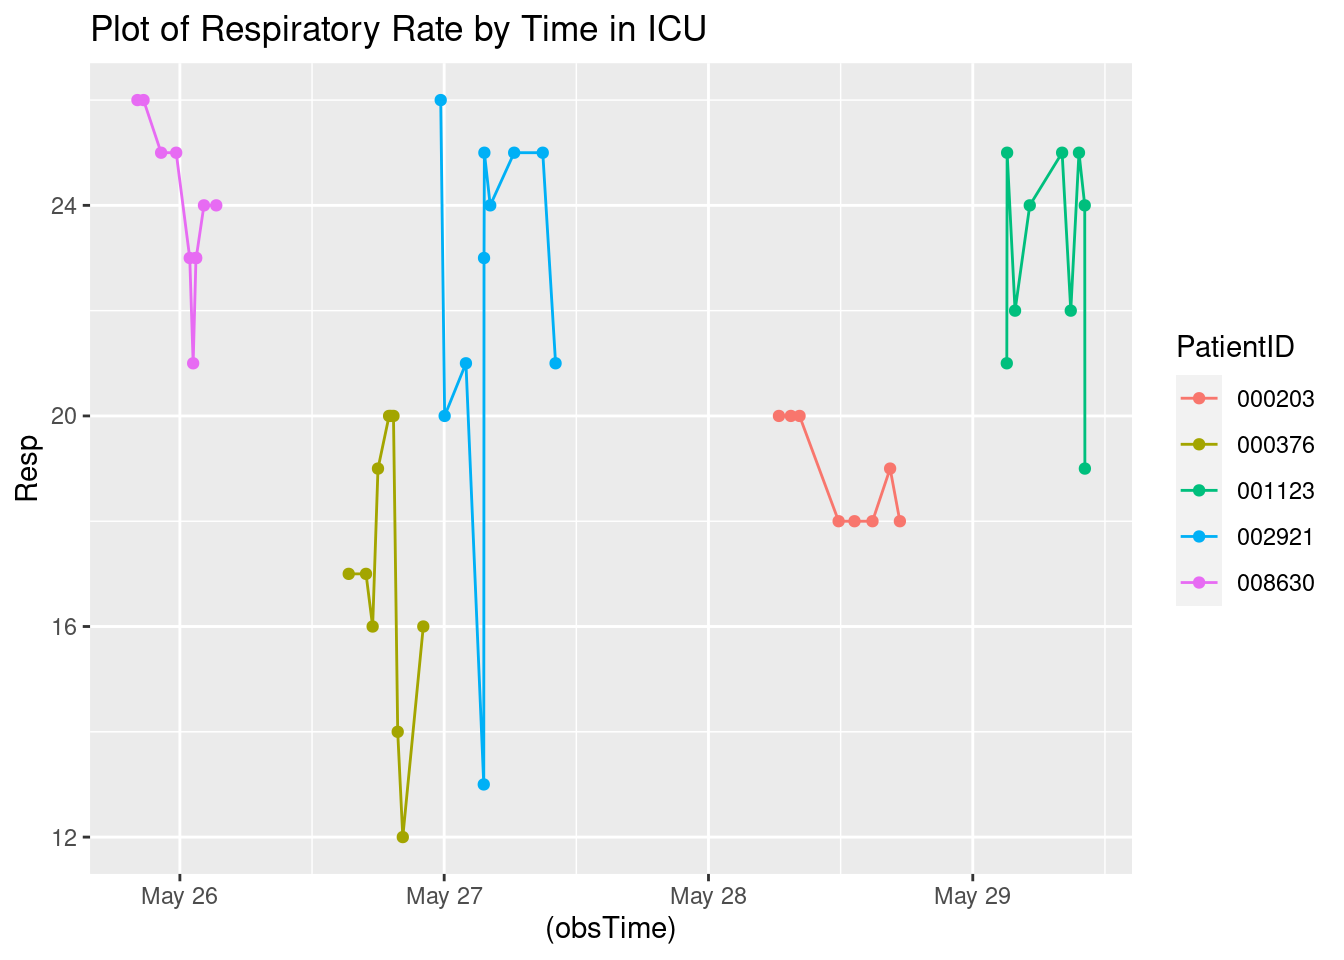 Plot of Respiratory Rate by Time in ICU
24
20
16
12
Resp
May 26
May 27
May 28
May 29
(obsTime)
PatientID
000203
000376
001123
002921
008630